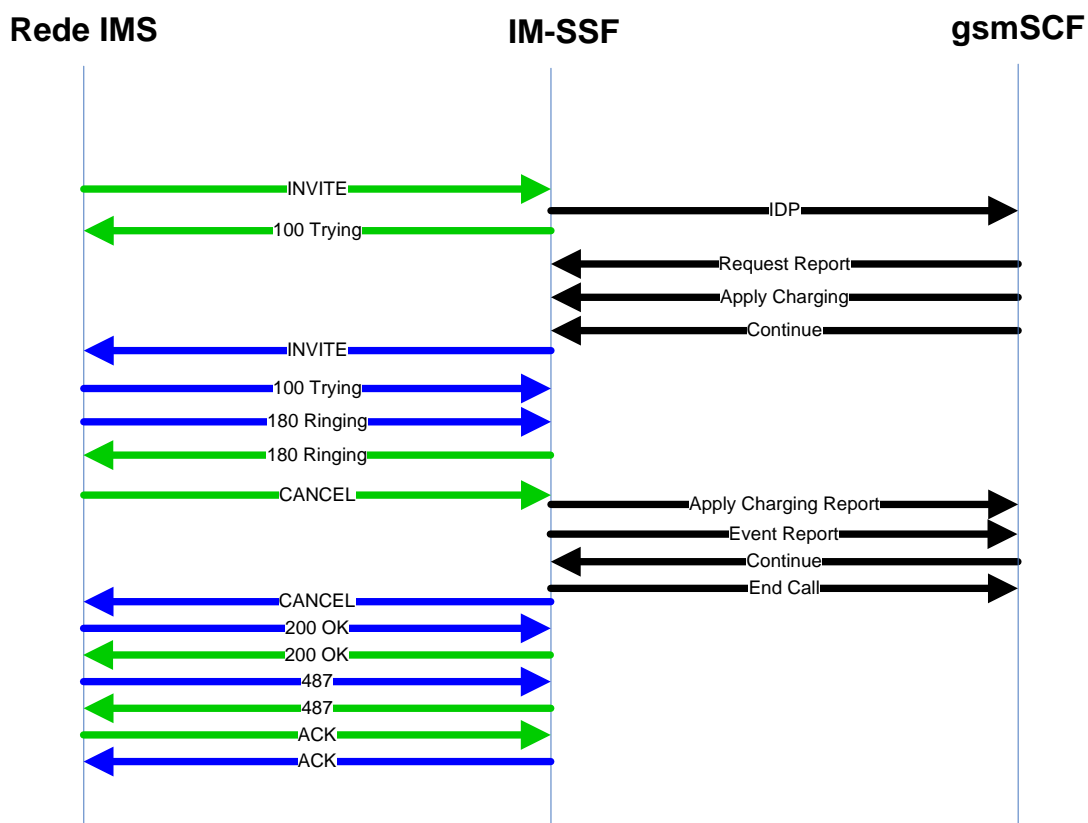 Rede IMS
IM-SSF
gsmSCF
INVITE
IDP
100 Trying
Request Report
Apply Charging
Continue
INVITE
100 Trying
180 Ringing
180 Ringing
CANCEL
Apply Charging Report
Event Report
Continue
End Call
CANCEL
200 OK
200 OK
487
487
ACK
ACK